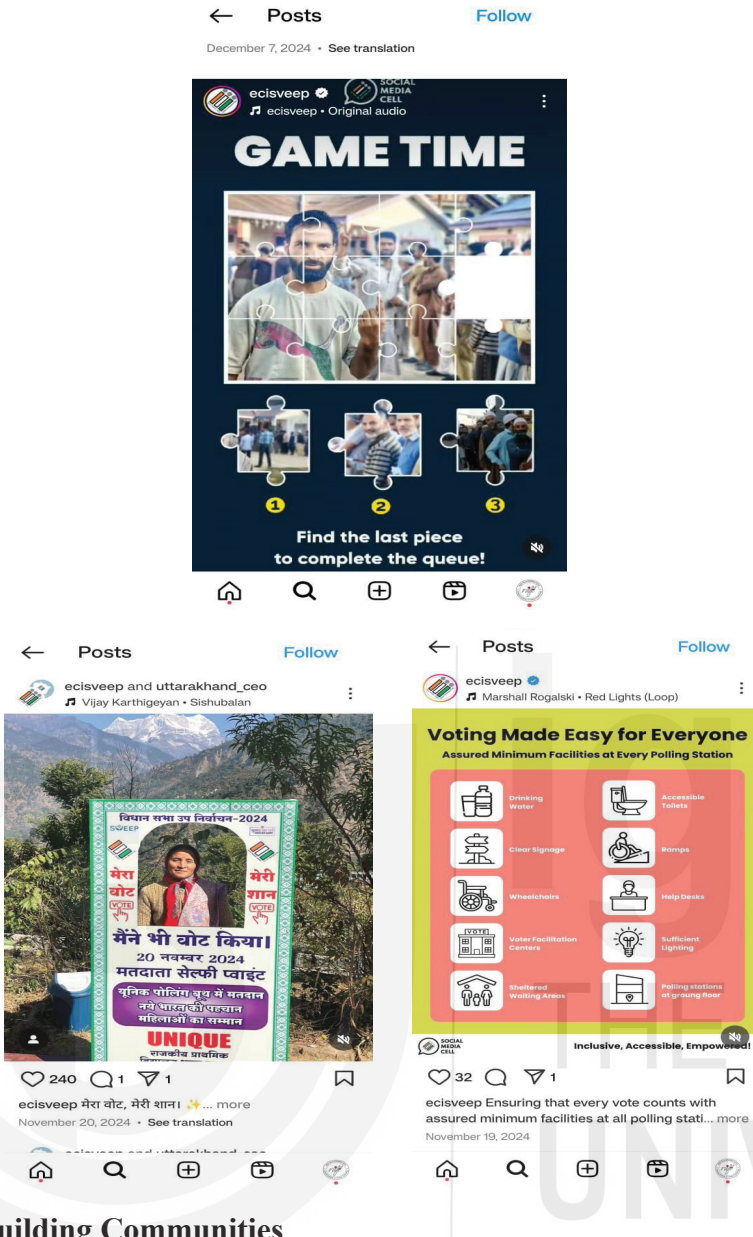 Posts
Follow
December 7, 2024 • See translation
ecisveep
SOCIAL
MEDIA
CELL
ecisveep • Original audio
GAME TIME
1
2
3
Find the last piece
to complete the queue!
Posts
Follow
ecisveep and uttarakhand_ceo
Vijay Karthigeyan • Sishubalan
विधान सभा उप निर्वाचन-2024
SVEEP
मेरा
वोट
VOTE
मेरी
शान
VOTE
मैंने भी वोट किया।
20 नवम्बर 2024
मतदाता सेल्फी प्वाइंट
यूनिक पोलिंग बूथ में मतदान
नये भारत की पहचान
महिलाओं का सम्मान
UNIQUE
राजकीय प्राथमिक
240
1
1
ecisveep मेरा वोट, मेरी शान। ✨... more
November 20, 2024 • See translation
Posts
Follow
ecisveep
Marshall Rogalski • Red Lights (Loop)
Voting Made Easy for Everyone
Assured Minimum Facilities at Every Polling Station
Drinking
Water
Accessible
Toilets
Clear Signage
Ramps
Wheelchairs
Help Desks
VOTE
Voter Facilitation
Centers
Sufficient
Lighting
Sheltered
Waiting Areas
Polling stations
at groung floor
SOCIAL
MEDIA
CELL
Inclusive, Accessible, Empowered!
32
1
ecisveep Ensuring that every vote counts with
assured minimum facilities at all polling stati... more
November 19, 2024
uilding Communities
ig
THE
UNIV